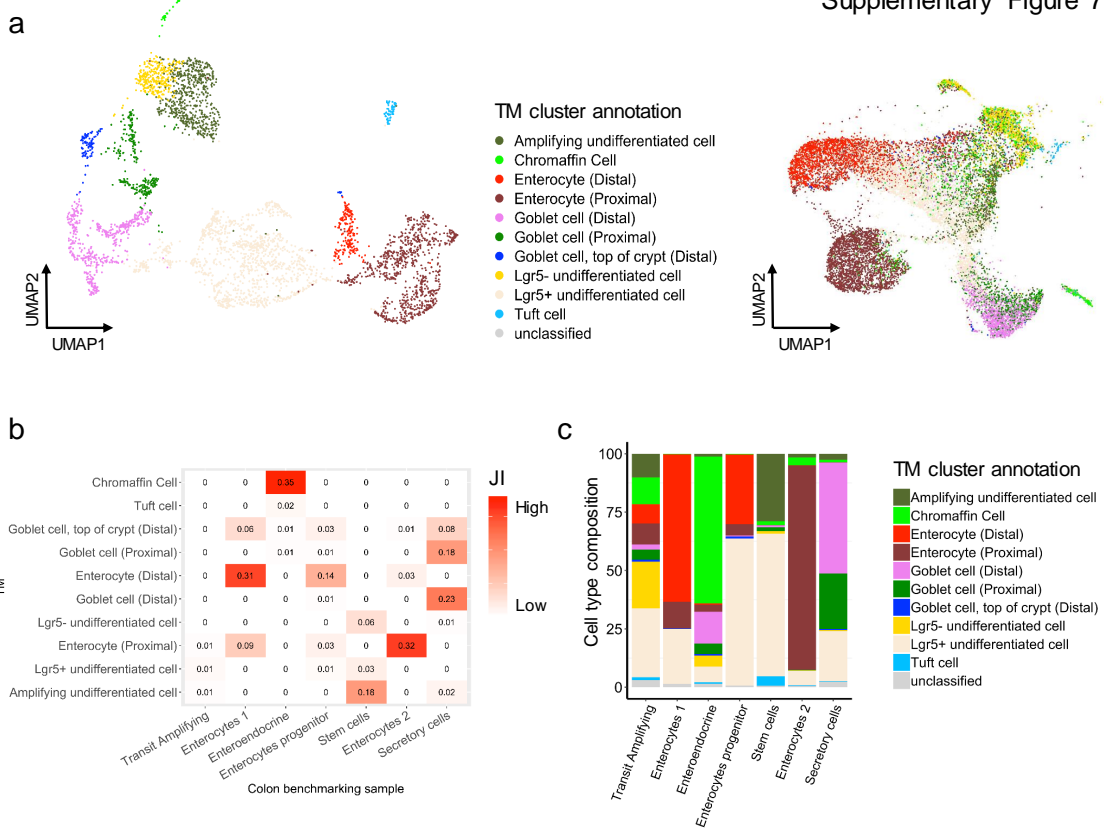 Supplementary Figure 7
a
UMAP2
UMAP1
TM cluster annotation
Amplifying undifferentiated cell
Chromaffin Cell
Enterocyte (Distal)
Enterocyte (Proximal)
Goblet cell (Distal)
Goblet cell (Proximal)
Goblet cell, top of crypt (Distal)
Lgr5- undifferentiated cell
Lgr5+ undifferentiated cell
Tuft cell
unclassified
UMAP2
UMAP1
b
Chromaffin Cell 0 0 0.35 0 0 0 0
Tuft cell 0 0 0.02 0 0 0 0
Goblet cell, top of crypt (Distal) 0 0.06 0.01 0.03 0 0.01 0.08
Goblet cell (Proximal) 0 0 0.01 0.01 0 0 0.18
Enterocyte (Distal) 0 0.31 0 0.14 0 0.03 0
Goblet cell (Distal) 0 0 0 0.01 0 0 0.23
Lgr5- undifferentiated cell 0 0 0 0 0.06 0 0.01
Enterocyte (Proximal) 0.01 0.09 0 0.03 0 0.32 0
Lgr5+ undifferentiated cell 0.01 0 0 0.01 0.03 0 0
Amplifying undifferentiated cell 0.01 0 0 0 0.18 0 0.02
Transit Amplifying
Enterocytes 1
Enteroendocrine
Enterocytes progenitor
Stem cells
Enterocytes 2
Secretory cells
Colon benchmarking sample
JI
High
Low
c
Cell type composition
100
75
50
25
0
Transit Amplifying
Enterocytes 1
Enteroendocrine
Enterocytes progenitor
Stem cells
Enterocytes 2
Secretory cells
TM cluster annotation
Amplifying undifferentiated cell
Chromaffin Cell
Enterocyte (Distal)
Enterocyte (Proximal)
Goblet cell (Distal)
Goblet cell (Proximal)
Goblet cell, top of crypt (Distal)
Lgr5- undifferentiated cell
Lgr5+ undifferentiated cell
Tuft cell
unclassified